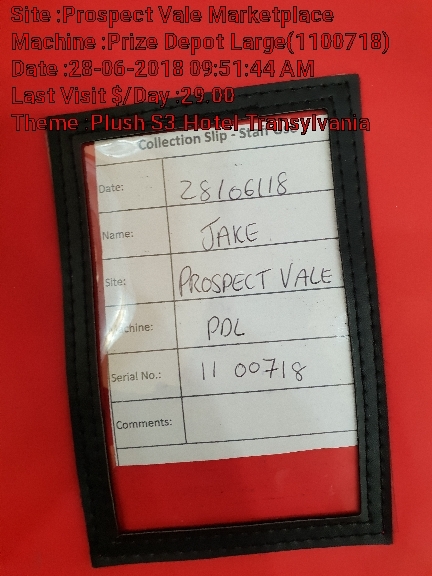 Site :Prospect Vale Marketplace
Machine :Prize Depot Large(1100718)
Date :28-06-2018 09:51:44 AM
Last Visit $/Day :29.00
Theme :Plush S3 Hotel Transylvania
Collection Slip - Staff Use
Date: 28/06/18
Name: JAKE
Site: PROSPECT VALE
Machine: PDL
Serial No.: 11 00718
Comments: